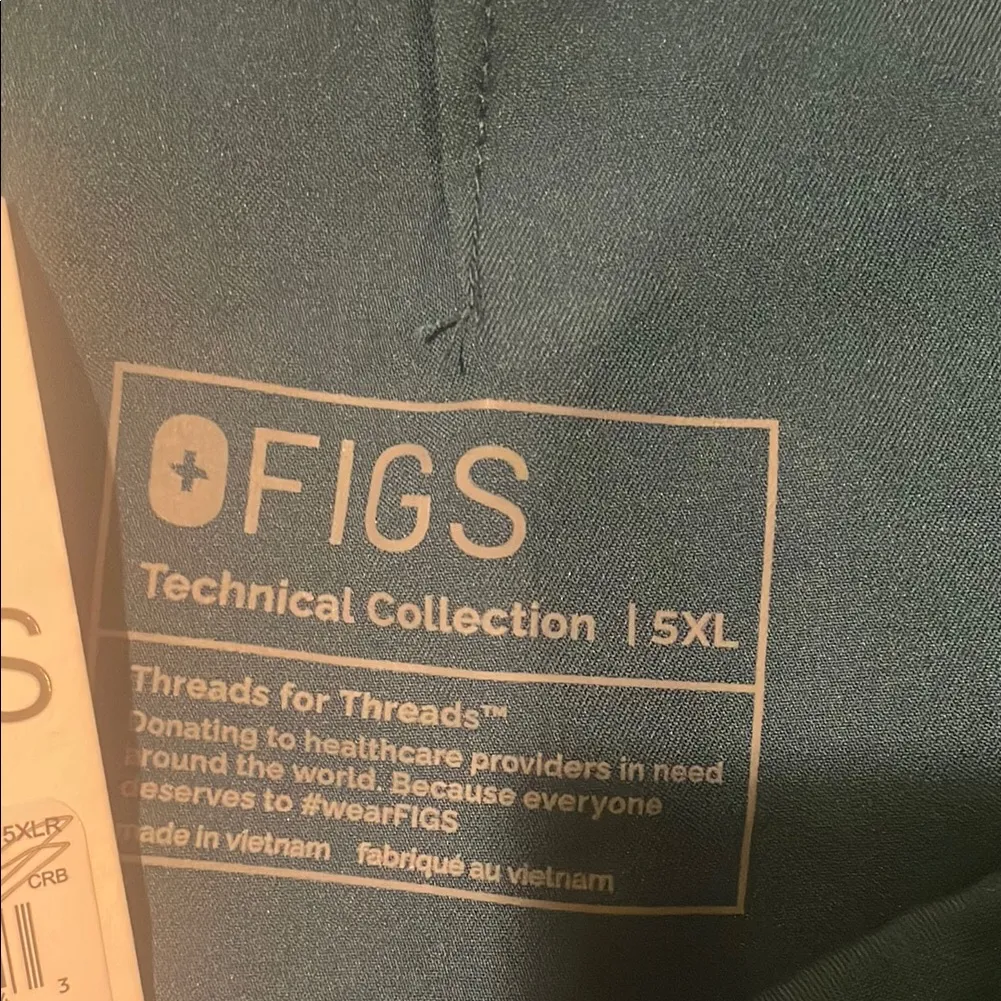 FIGS
Technical Collection | 5XL
Threads for Threads™
Donating to healthcare providers in need
around the world. Because everyone
deserves to #wearFIGS
made in vietnam fabriqué au vietnam
S
5XLR
CRB
3